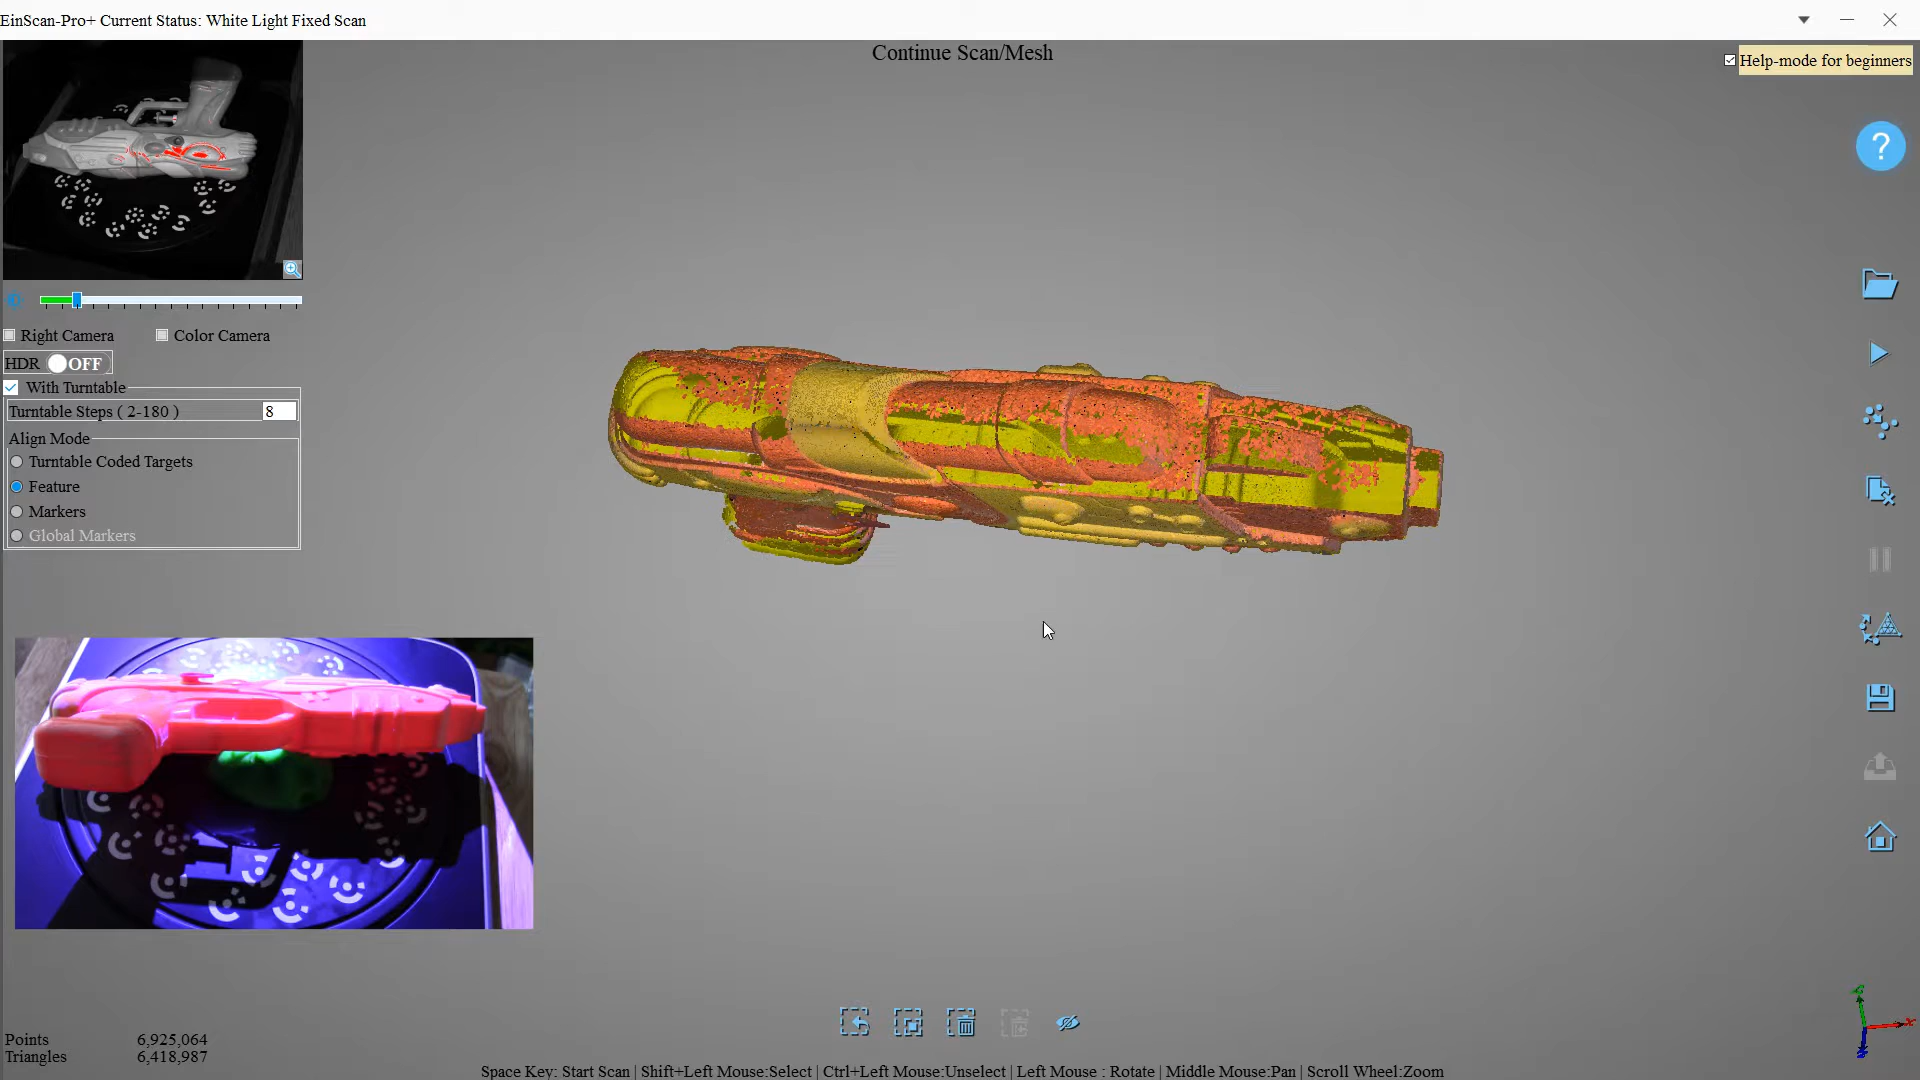 EinScan-Pro+ Current Status: White Light Fixed Scan
Continue Scan/Mesh
Help-mode for beginners
?
Right Camera
Color Camera
HDR OFF
With Turntable
Turntable Steps ( 2-180 ) 8
Align Mode
Turntable Coded Targets
Feature
Markers
Global Markers
Points 6,925,064
Triangles 6,418,987
Space Key: Start Scan | Shift+Left Mouse:Select | Ctrl+Left Mouse:Unselect | Left Mouse : Rotate | Middle Mouse:Pan | Scroll Wheel:Zoom